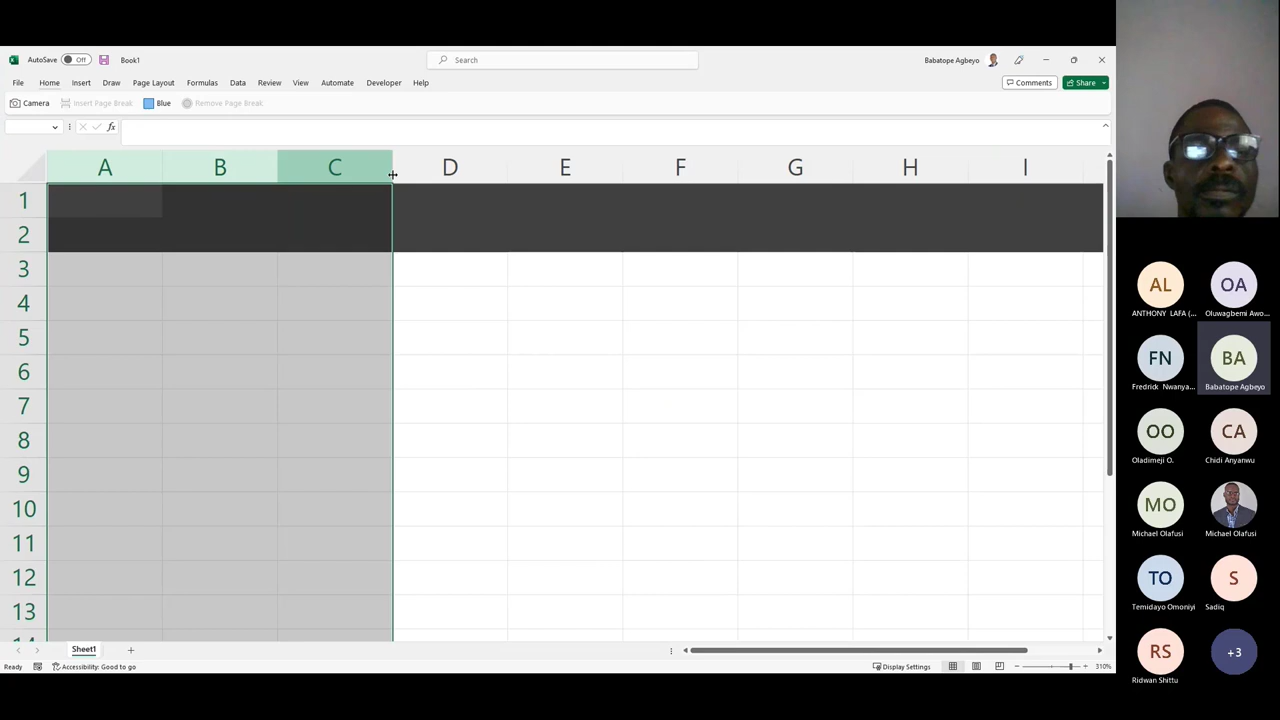 AutoSave Off Book1 Search Babatope Agbeyo
File Home Insert Draw Page Layout Formulas Data Review View Automate Developer Help Comments Share
Camera Insert Page Break Blue Remove Page Break
fx
A B C D E F G H I
1
2
3
4
5
6
7
8
9
10
11
12
13
Sheet1
Ready Accessibility: Good to go Display Settings 310%
AL OA
ANTHONY LAFA (... Oluwagbemi Awo...
FN BA
Fredrick Nwanya... Babatope Agbeyo
OO CA
Oladimeji O. Chidi Anyanwu
MO
Michael Olafusi Michael Olafusi
TO S
Temidayo Omoniyi Sadiq
RS +3
Ridwan Shittu